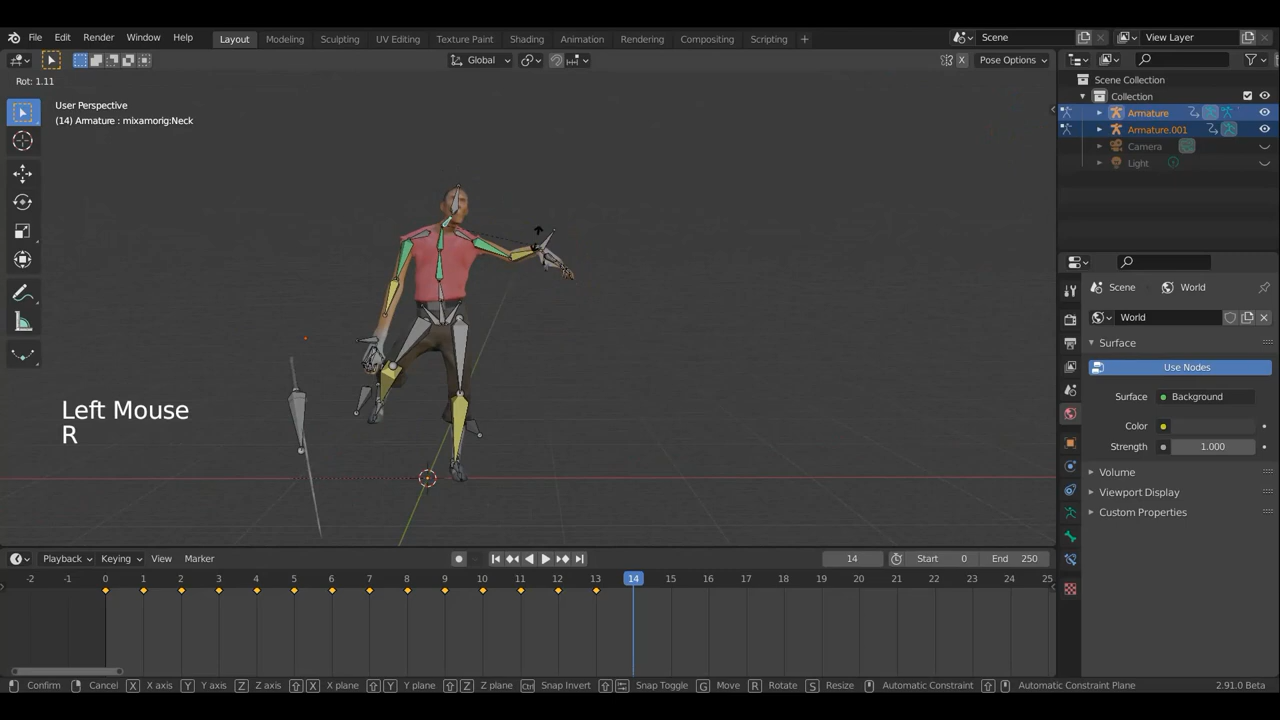 File Edit Render Window Help Layout Modeling Sculpting UV Editing Texture Paint Shading Animation Rendering Compositing Scripting + Scene View Layer
Global X Pose Options
Rot: 1.11
User Perspective
(14) Armature : mixamorig:Neck
Scene Collection
Collection
Armature
Armature.001
Camera
Light
Scene World
World
Surface
Use Nodes
Surface: Background
Color
Strength: 1.000
Volume
Viewport Display
Custom Properties
Left Mouse
R
Playback Keying View Marker 14 Start 0 End 250
-2 -1 0 1 2 3 4 5 6 7 8 9 10 11 12 13 14 15 16 17 18 19 20 21 22 23 24 25
Confirm Cancel X X axis Y Y axis Z Z axis X X plane Y Y plane Z Z plane Ctrl Snap Invert Snap Toggle G Move R Rotate S Resize Automatic Constraint Automatic Constraint Plane 2.91.0 Beta